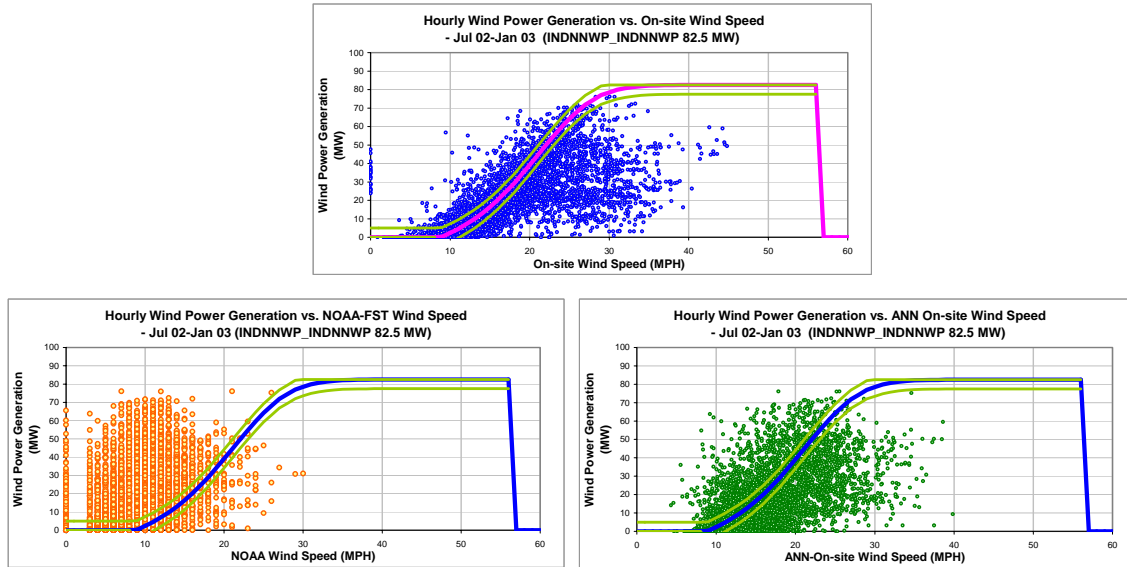 Hourly Wind Power Generation vs. On-site Wind Speed
- Jul 02-Jan 03 (INDNNWP_INDNNWP 82.5 MW)
Wind Power Generation
(MW)
100
90
80
70
60
50
40
30
20
10
0
0 10 20 30 40 50 60
On-site Wind Speed (MPH)
Hourly Wind Power Generation vs. NOAA-FST Wind Speed
- Jul 02-Jan 03 (INDNNWP_INDNNWP 82.5 MW)
Wind Power Generation
(MW)
100
90
80
70
60
50
40
30
20
10
0
0 10 20 30 40 50 60
NOAA Wind Speed (MPH)
Hourly Wind Power Generation vs. ANN On-site Wind Speed
- Jul 02-Jan 03 (INDNNWP_INDNNWP 82.5 MW)
Wind Power Generation
(MW)
100
90
80
70
60
50
40
30
20
10
0
0 10 20 30 40 50 60
ANN-On-site Wind Speed (MPH)